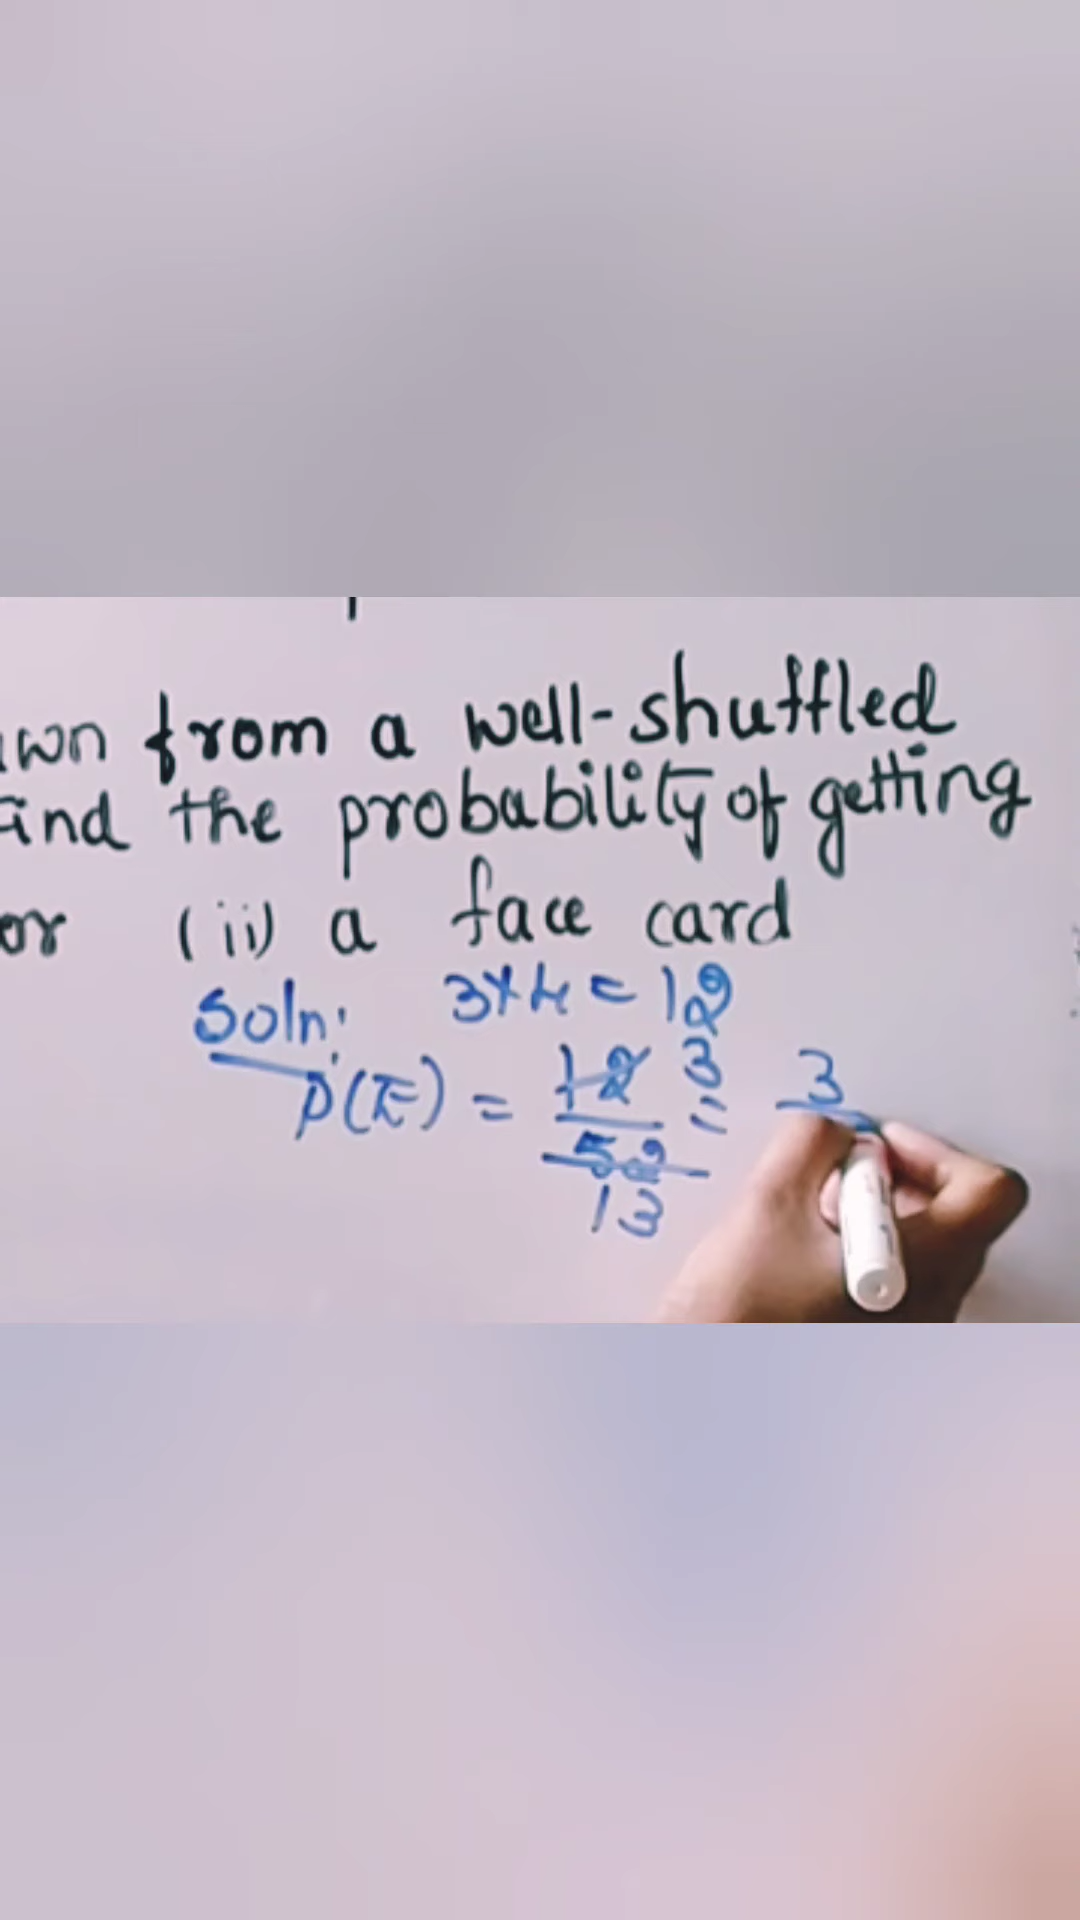 wn from a well-shuffled
ind the probability of getting
or (ii) a face card
Soln: 3×4 = 12
P(E) = 12/52 3/13 = 3